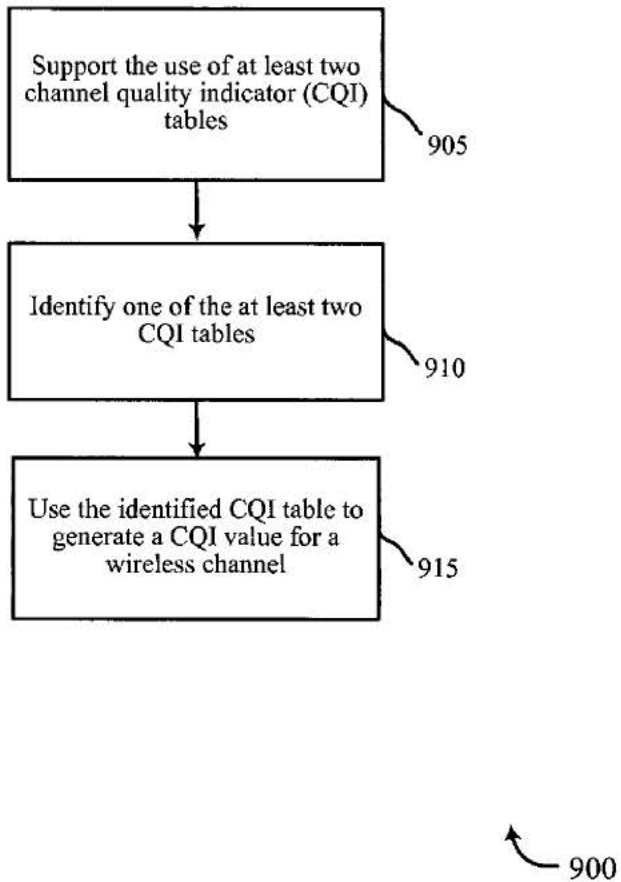 Support the use of at least two
channel quality indicator (CQI)
tables
905
Identify one of the at least two
CQI tables
910
Use the identified CQI table to
generate a CQI value for a
wireless channel
915
900